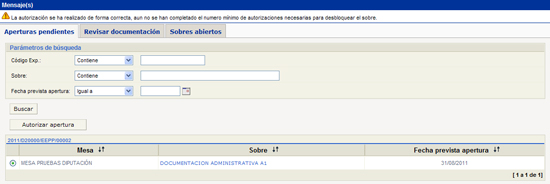 Mensaje(s)
La autorización se ha realizado de forma correcta, aun no se han completado el numero mínimo de autorizaciones necesarias para desbloquear el sobre.
Aperturas pendientes Revisar documentación Sobres abiertos
Parámetros de búsqueda
Código Exp.: Contiene
Sobre: Contiene
Fecha prevista apertura: Igual a
Buscar
Autorizar apertura
2011/D20000/EEPP/00002
Mesa Sobre Fecha prevista apertura
MESA PRUEBAS DIPUTACIÓN DOCUMENTACION ADMINISTRATIVA A1 31/08/2011
[ 1 a 1 de 1]